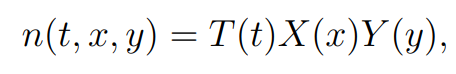 n(t, x, y) = T(t)X(x)Y(y),